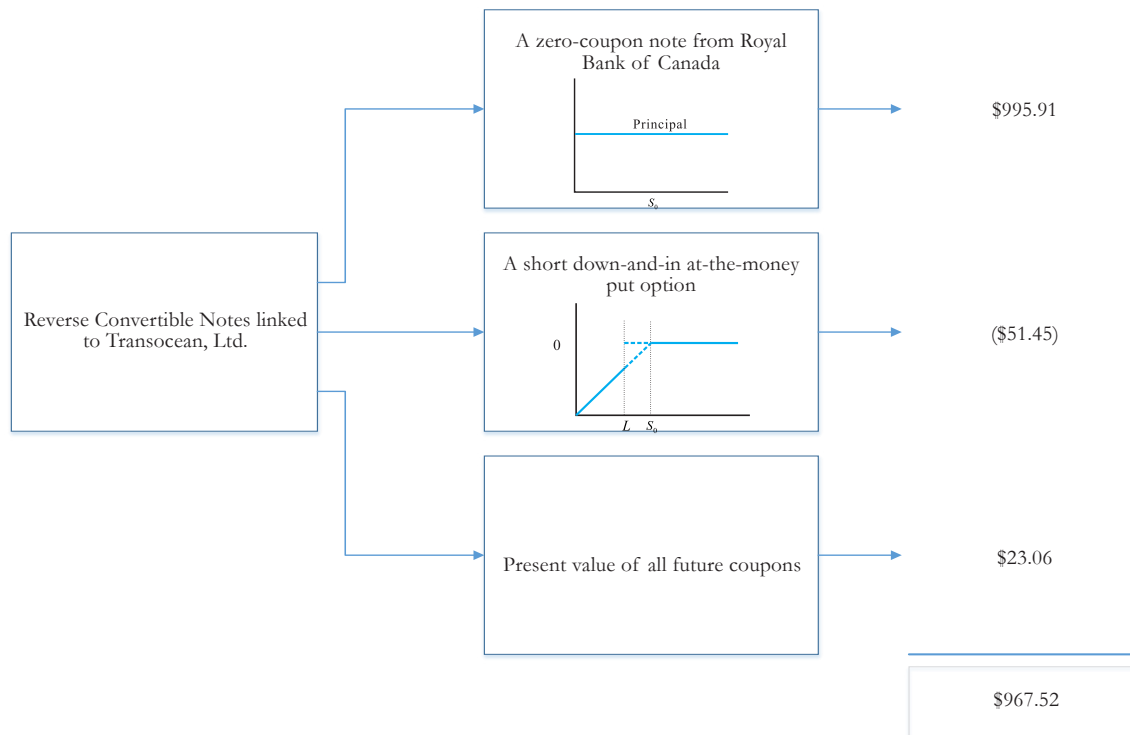 A zero-coupon note from Royal
Bank of Canada
Principal
S₀
$995.91
Reverse Convertible Notes linked
to Transocean, Ltd.
A short down-and-in at-the-money
put option
0
L S₀
($51.45)
Present value of all future coupons
$23.06
$967.52